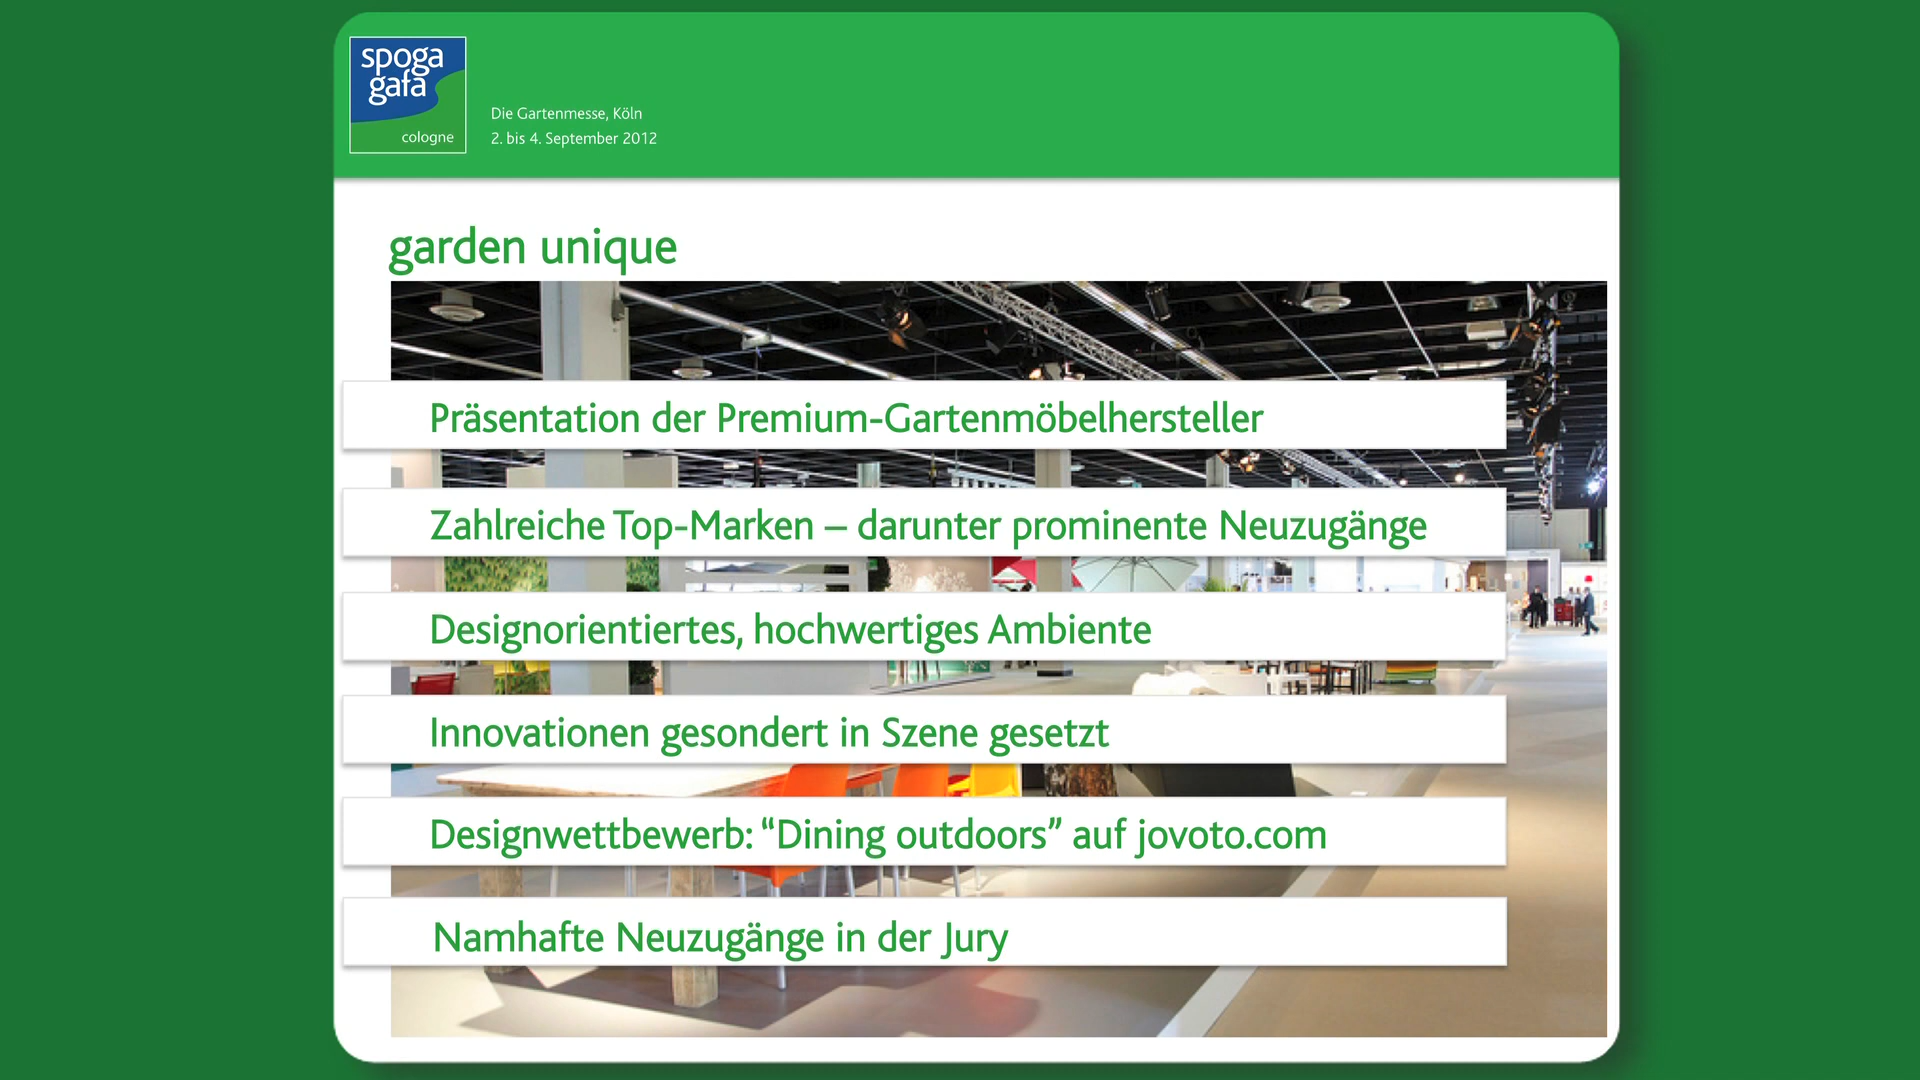 spoga
gafa
cologne
Die Gartenmesse, Köln
2. bis 4. September 2012
garden unique
Präsentation der Premium-Gartenmöbelhersteller
Zahlreiche Top-Marken – darunter prominente Neuzugänge
Designorientiertes, hochwertiges Ambiente
Innovationen gesondert in Szene gesetzt
Designwettbewerb: “Dining outdoors” auf jovoto.com
Namhafte Neuzugänge in der Jury